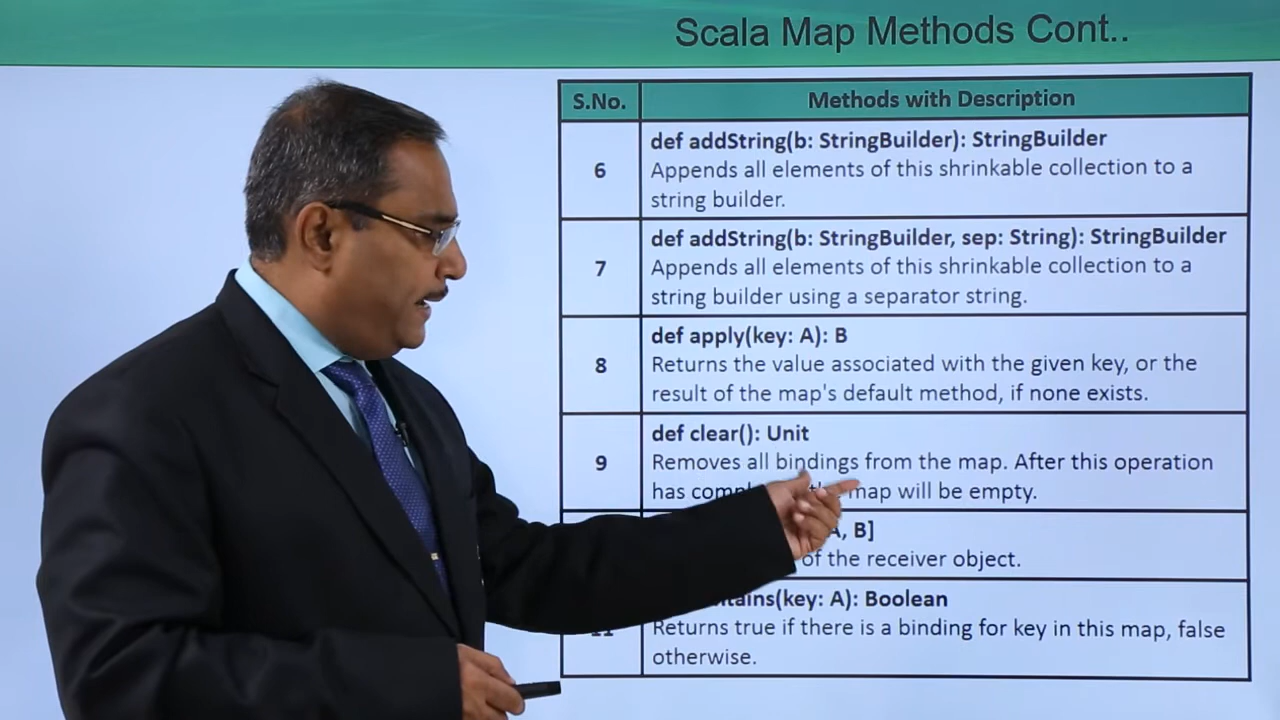 Scala Map Methods Cont..
S.No. Methods with Description
def addString(b: StringBuilder): StringBuilder
6 Appends all elements of this shrinkable collection to a
string builder.
def addString(b: StringBuilder, sep: String): StringBuilder
7 Appends all elements of this shrinkable collection to a
string builder using a separator string.
def apply(key: A): B
8 Returns the value associated with the given key, or the
result of the map's default method, if none exists.
def clear(): Unit
9 Removes all bindings from the map. After this operation
has map will be empty.
B]
of the receiver object.
(key: A): Boolean
Returns true if there is a binding for key in this map, false
otherwise.